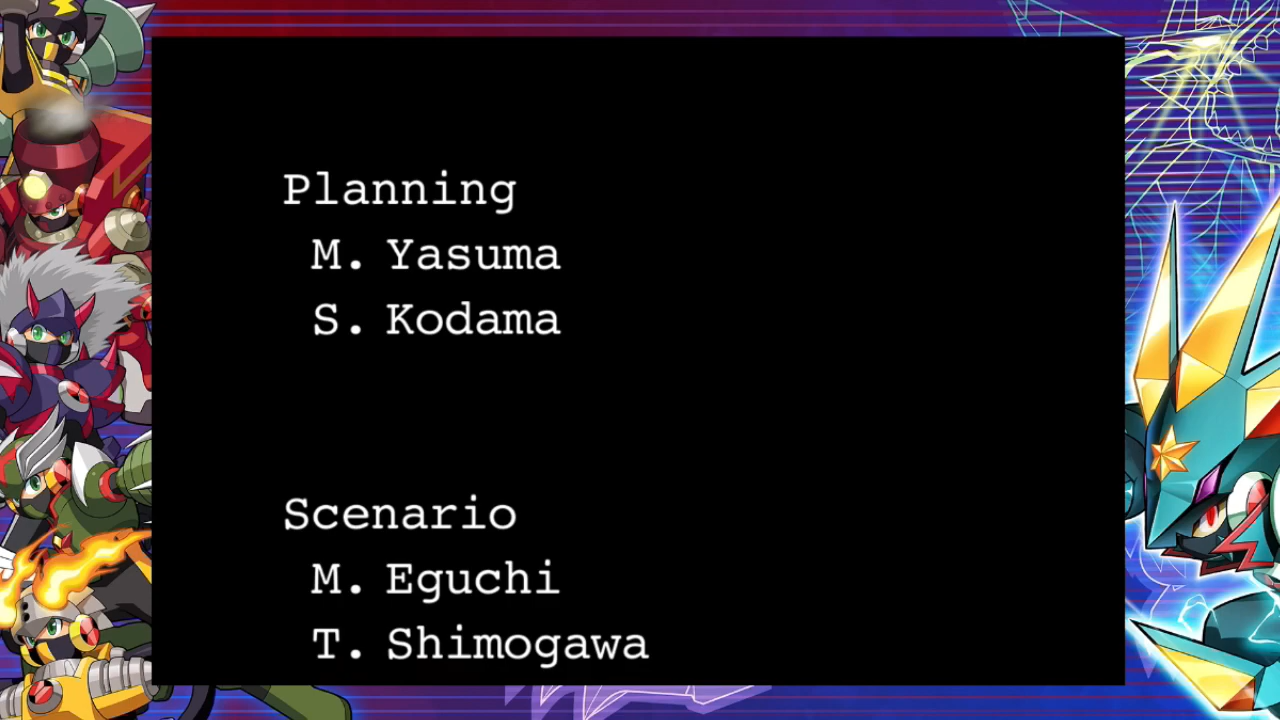 Planning
M. Yasuma
S. Kodama
Scenario
M. Eguchi
T. Shimogawa